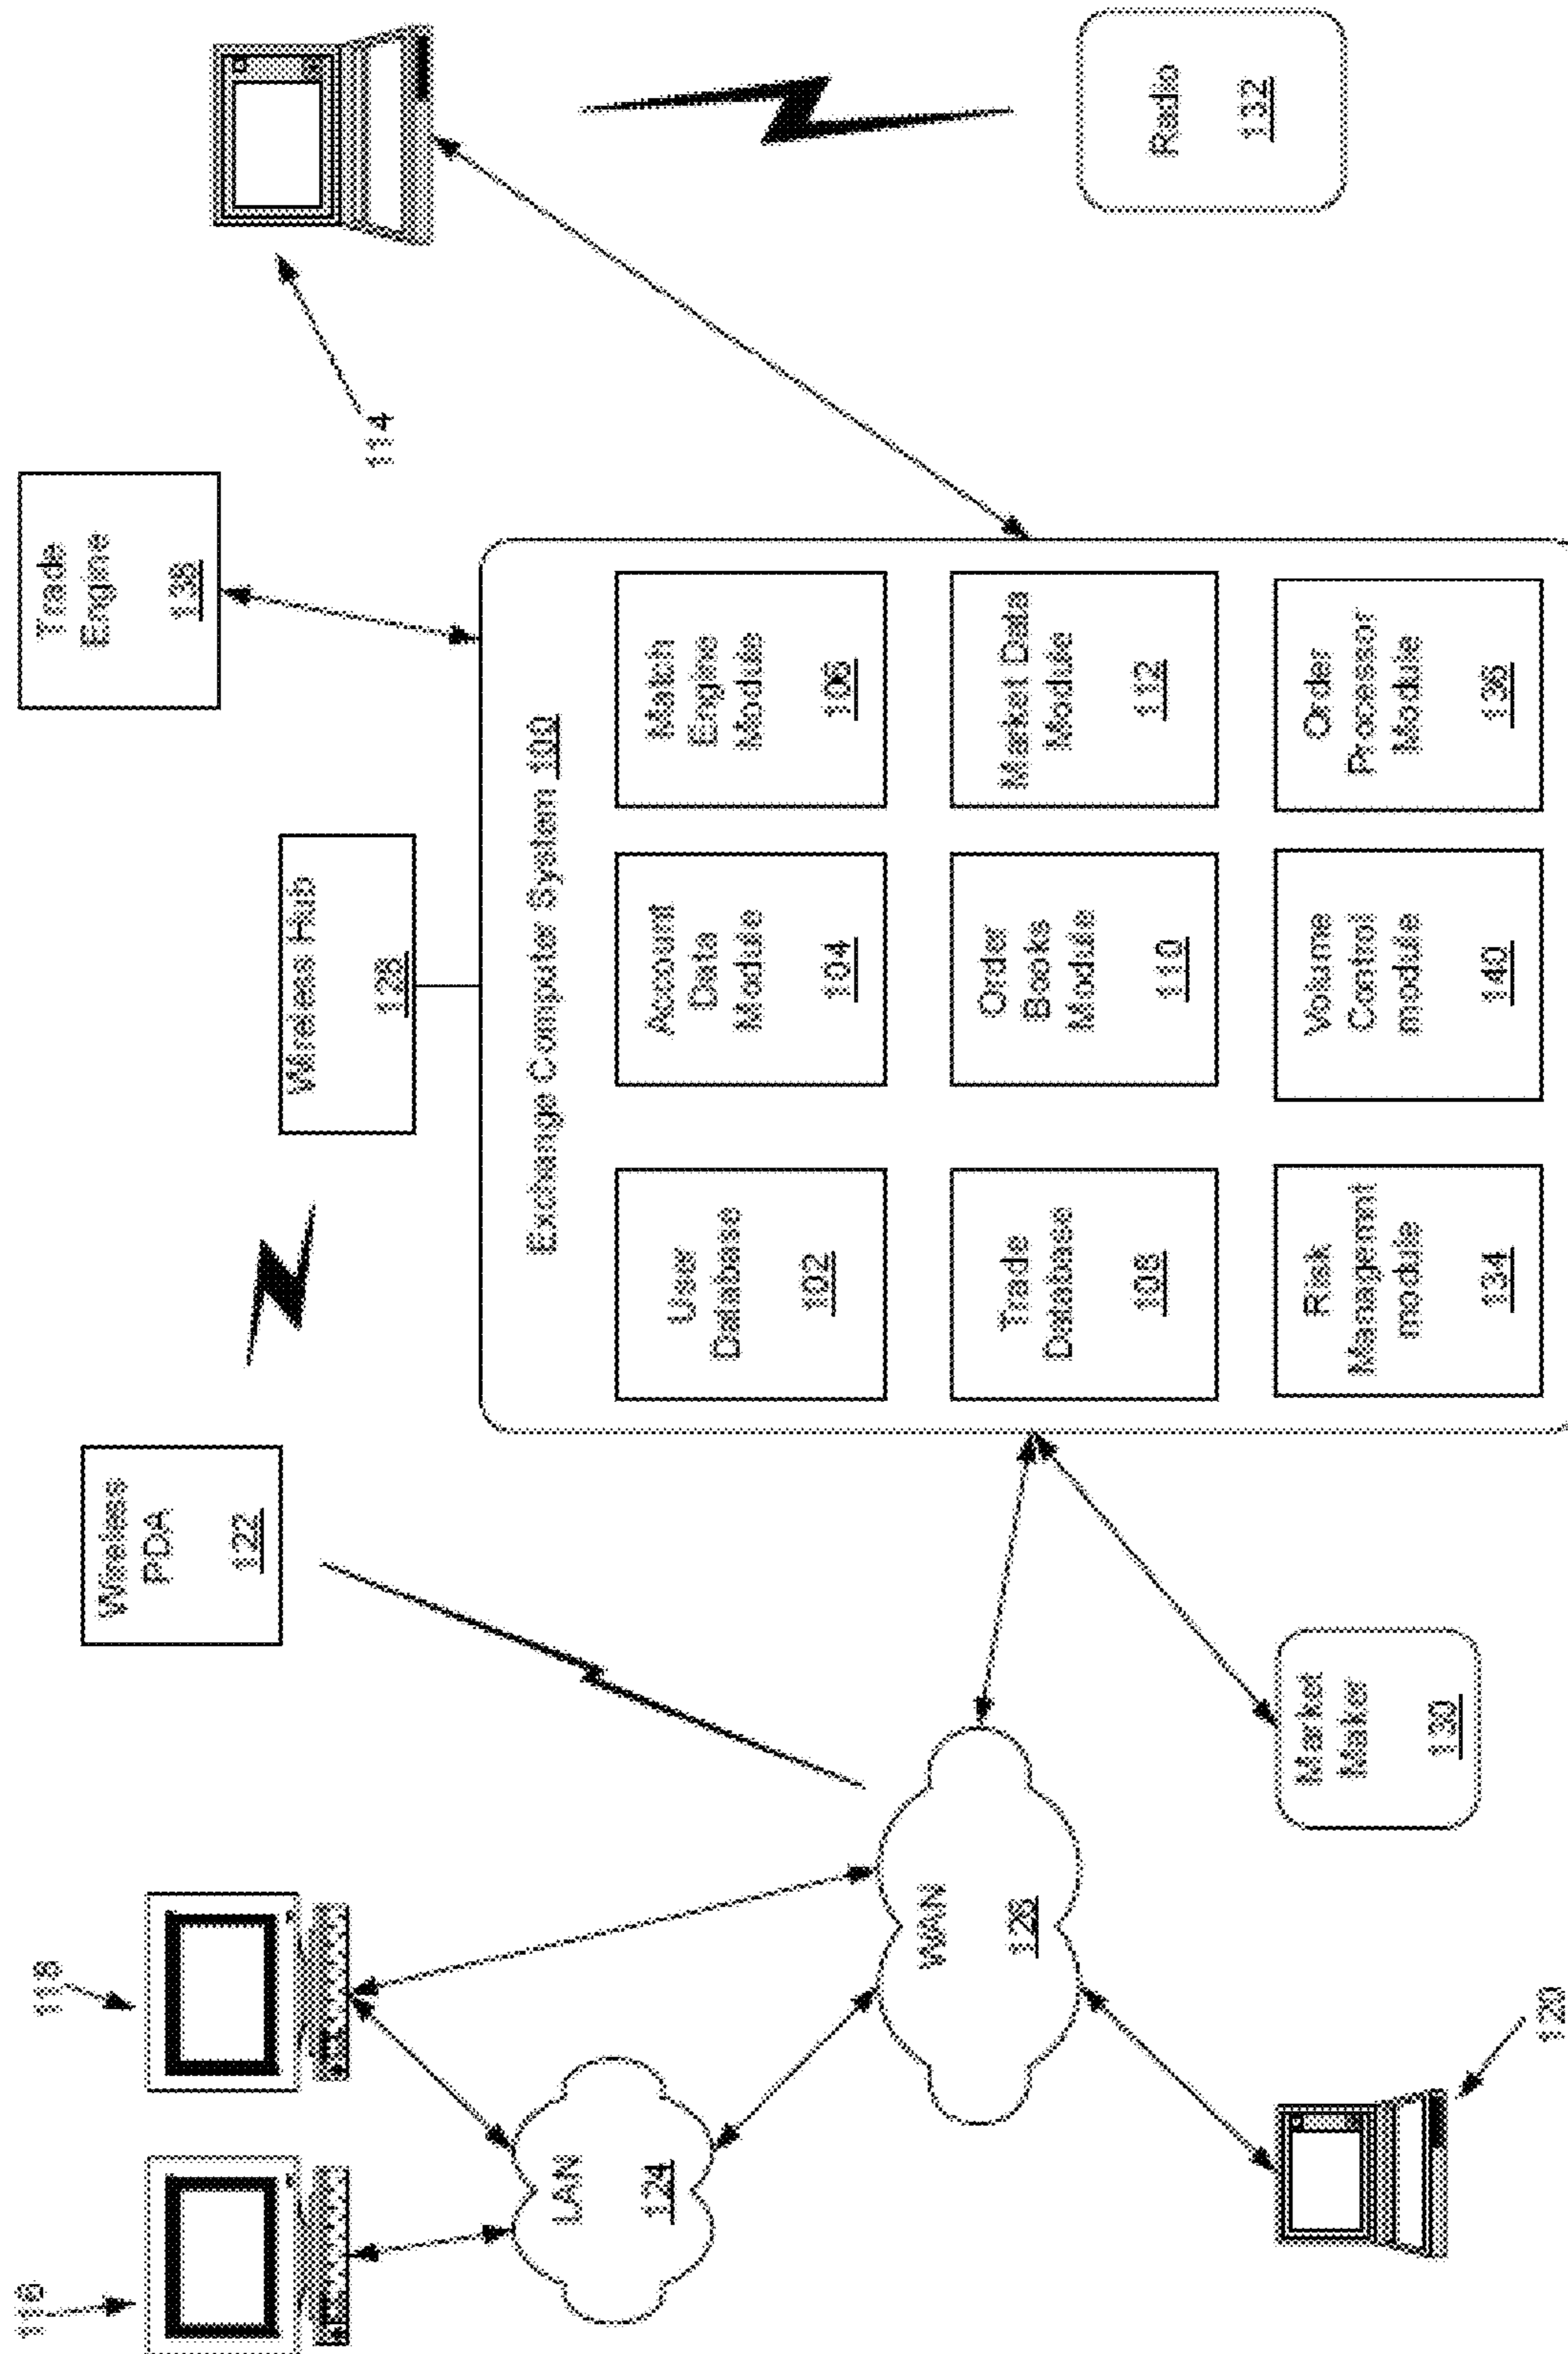 116
118
Wireless
PDA
122
Wireless Hub
128
Trade
Engine
138
114
Exchange Computer System 100
User
Database
102
Account
Data
Module
104
Match
Engine
Module
106
LAN
124
WAN
126
Trade
Database
108
Order
Books
Module
110
Market Data
Module
112
Radio
132
120
Market
Maker
130
Risk
Managemnt
module
134
Volume
Control
module
140
Order
Processor
Module
136